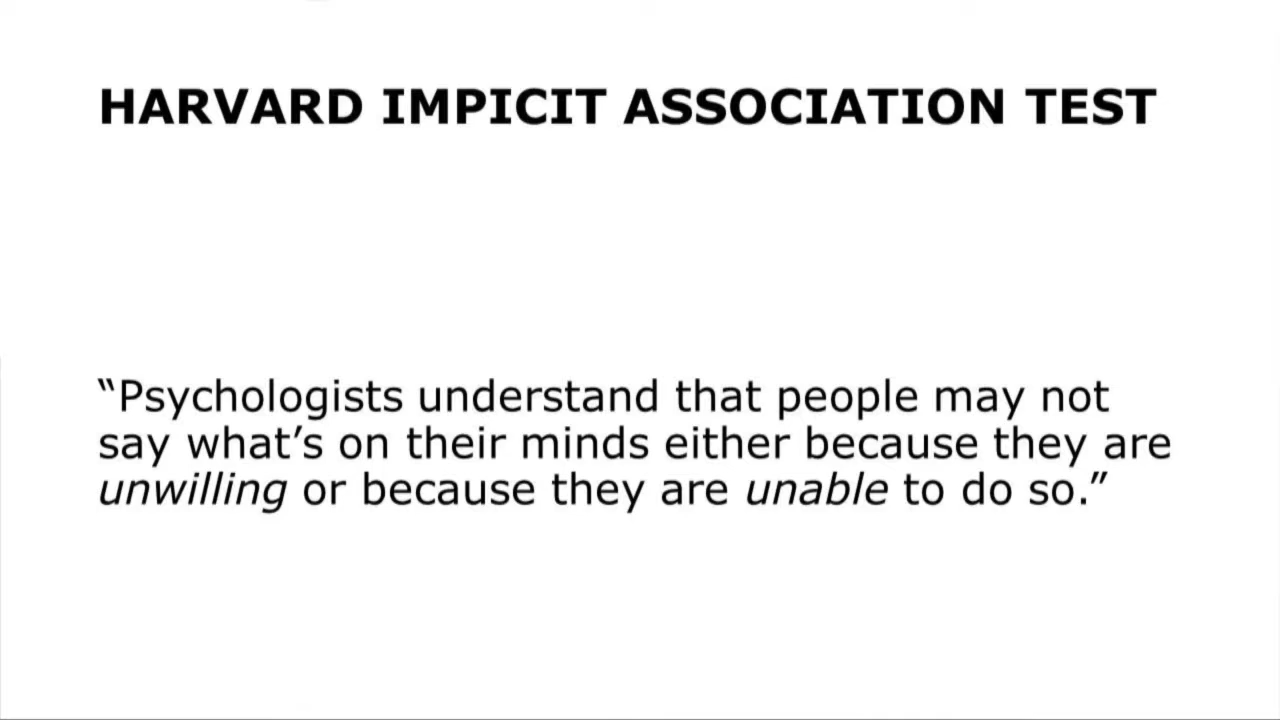 HARVARD IMPICIT ASSOCIATION TEST
“Psychologists understand that people may not
say what’s on their minds either because they are
unwilling or because they are unable to do so.”